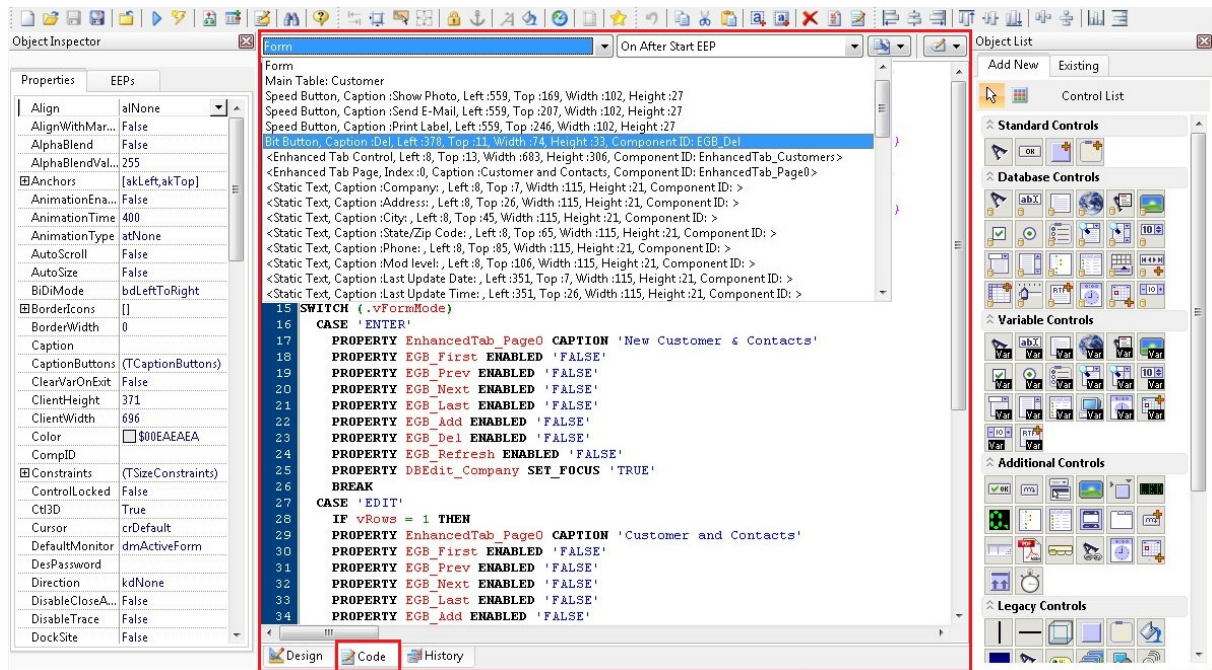 Object Inspector
Properties
EEPs
Align alNone
AlignWithMar... False
AlphaBlend False
AlphaBlendVal... 255
Anchors [akLeft,akTop]
AnimationEna... False
AnimationTime 400
AnimationType atNone
AutoScroll False
AutoSize False
BiDiMode bdLeftToRight
BorderIcons []
BorderWidth 0
Caption
CaptionButtons (TCaptionButtons)
ClearVarOnExit False
ClientHeight 371
ClientWidth 696
Color $00EAEAEA
CompID
Constraints (TSizeConstraints)
ControlLocked False
Ctl3D True
Cursor crDefault
DefaultMonitor dmActiveForm
DesPassword
Direction kdNone
DisableCloseA... False
DisableTrace False
DockSite False
Form
On After Start EEP
Form
Main Table: Customer
Speed Button, Caption :Show Photo, Left :559, Top :169, Width :102, Height :27
Speed Button, Caption :Send E-Mail, Left :559, Top :207, Width :102, Height :27
Speed Button, Caption :Print Label, Left :559, Top :246, Width :102, Height :27
Bit Button, Caption :Del, Left :378, Top :11, Width :74, Height :33, Component ID: EGB_Del
<Enhanced Tab Control, Left :8, Top :13, Width :683, Height :306, Component ID: EnhancedTab_Customers>
<Enhanced Tab Page, Index :0, Caption :Customer and Contacts, Component ID: EnhancedTab_Page0>
<Static Text, Caption :Company: , Left :8, Top :7, Width :115, Height :21, Component ID: >
<Static Text, Caption :Address: , Left :8, Top :26, Width :115, Height :21, Component ID: >
<Static Text, Caption :City: , Left :8, Top :45, Width :115, Height :21, Component ID: >
<Static Text, Caption :State/Zip Code: , Left :8, Top :65, Width :115, Height :21, Component ID: >
<Static Text, Caption :Phone: , Left :8, Top :85, Width :115, Height :21, Component ID: >
<Static Text, Caption :Mod level: , Left :8, Top :106, Width :115, Height :21, Component ID: >
<Static Text, Caption :Last Update Date: , Left :351, Top :7, Width :115, Height :21, Component ID: >
<Static Text, Caption :Last Update Time: , Left :351, Top :26, Width :115, Height :21, Component ID: >
15 SWITCH (.vFormMode)
16 CASE 'ENTER'
17 PROPERTY EnhancedTab_Page0 CAPTION 'New Customer & Contacts'
18 PROPERTY EGB_First ENABLED 'FALSE'
19 PROPERTY EGB_Prev ENABLED 'FALSE'
20 PROPERTY EGB_Next ENABLED 'FALSE'
21 PROPERTY EGB_Last ENABLED 'FALSE'
22 PROPERTY EGB_Add ENABLED 'FALSE'
23 PROPERTY EGB_Del ENABLED 'FALSE'
24 PROPERTY EGB_Refresh ENABLED 'FALSE'
25 PROPERTY DBEdit_Company SET_FOCUS 'TRUE'
26 BREAK
27 CASE 'EDIT'
28 IF vRows = 1 THEN
29 PROPERTY EnhancedTab_Page0 CAPTION 'Customer and Contacts'
30 PROPERTY EGB_First ENABLED 'FALSE'
31 PROPERTY EGB_Prev ENABLED 'FALSE'
32 PROPERTY EGB_Next ENABLED 'FALSE'
33 PROPERTY EGB_Last ENABLED 'FALSE'
34 PROPERTY EGB_Add ENABLED 'FALSE'
Design
Code
History
Object List
Add New
Existing
Control List
Standard Controls
Database Controls
Variable Controls
Additional Controls
Legacy Controls